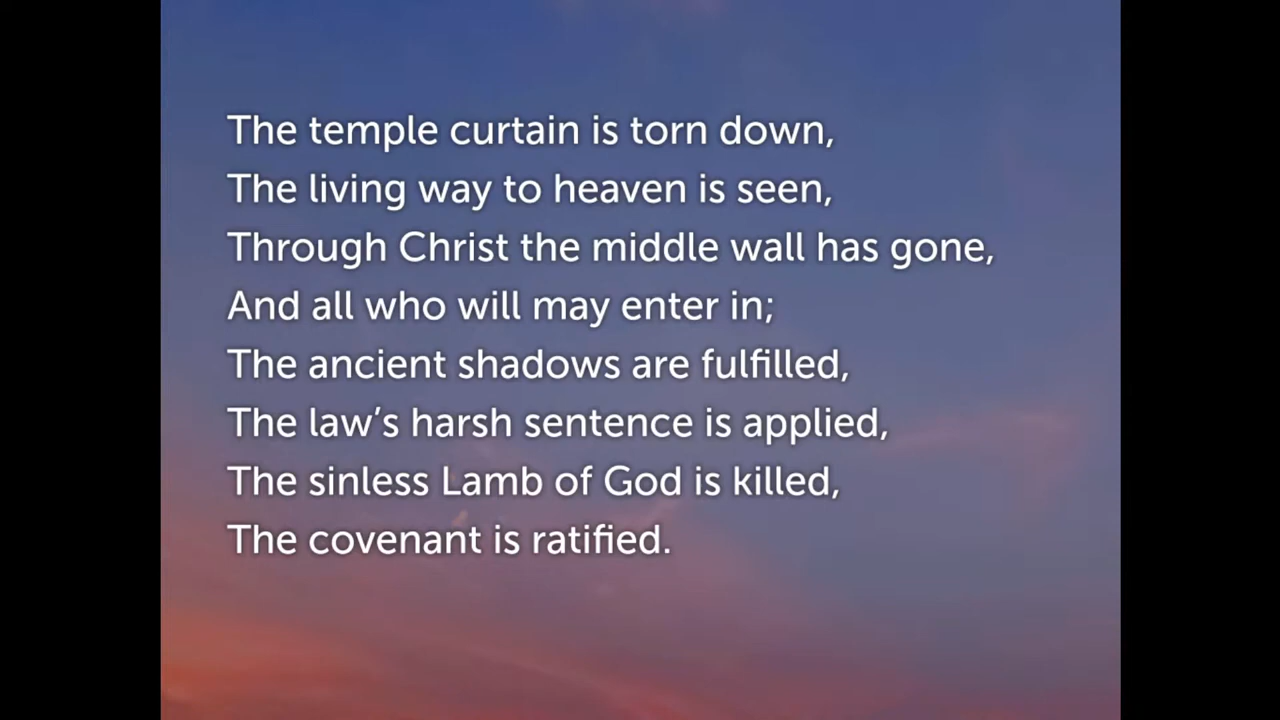 The temple curtain is torn down,
The living way to heaven is seen,
Through Christ the middle wall has gone,
And all who will may enter in;
The ancient shadows are fulfilled,
The law’s harsh sentence is applied,
The sinless Lamb of God is killed,
The covenant is ratified.